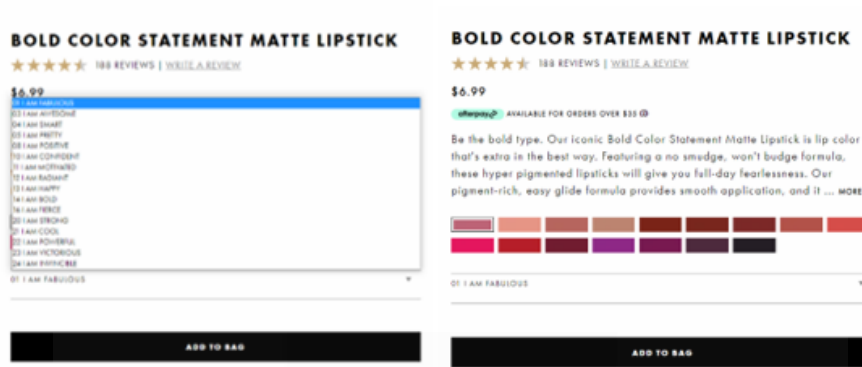 BOLD COLOR STATEMENT MATTE LIPSTICK
188 REVIEWS | WRITE A REVIEW
$6.99
01 I AM FABULOUS
03 I AM AWESOME
04 I AM SMART
05 I AM PRETTY
08 I AM POSITIVE
10 I AM CONFIDENT
11 I AM MOTIVATED
12 I AM RADIANT
13 I AM HAPPY
14 I AM BOLD
16 I AM FIERCE
20 I AM STRONG
21 I AM COOL
22 I AM POWERFUL
23 I AM VICTORIOUS
24 I AM INVINCIBLE
01 I AM FABULOUS
ADD TO BAG
BOLD COLOR STATEMENT MATTE LIPSTICK
188 REVIEWS | WRITE A REVIEW
$6.99
afterpay AVAILABLE FOR ORDERS OVER $35
Be the bold type. Our iconic Bold Color Statement Matte Lipstick is lip color
that's extra in the best way. Featuring a no smudge, won't budge formula,
these hyper pigmented lipsticks will give you full-day fearlessness. Our
pigment-rich, easy glide formula provides smooth application, and it ... MORE
01 I AM FABULOUS
ADD TO BAG